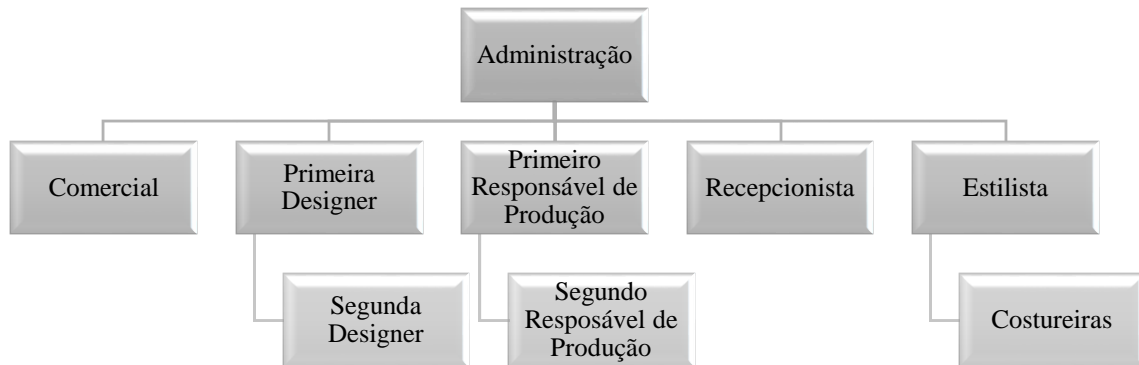 Administração
Comercial
Primeira
Designer
Primeiro
Responsável de
Produção
Recepcionista
Estilista
Segunda
Designer
Segundo
Resposável de
Produção
Costureiras